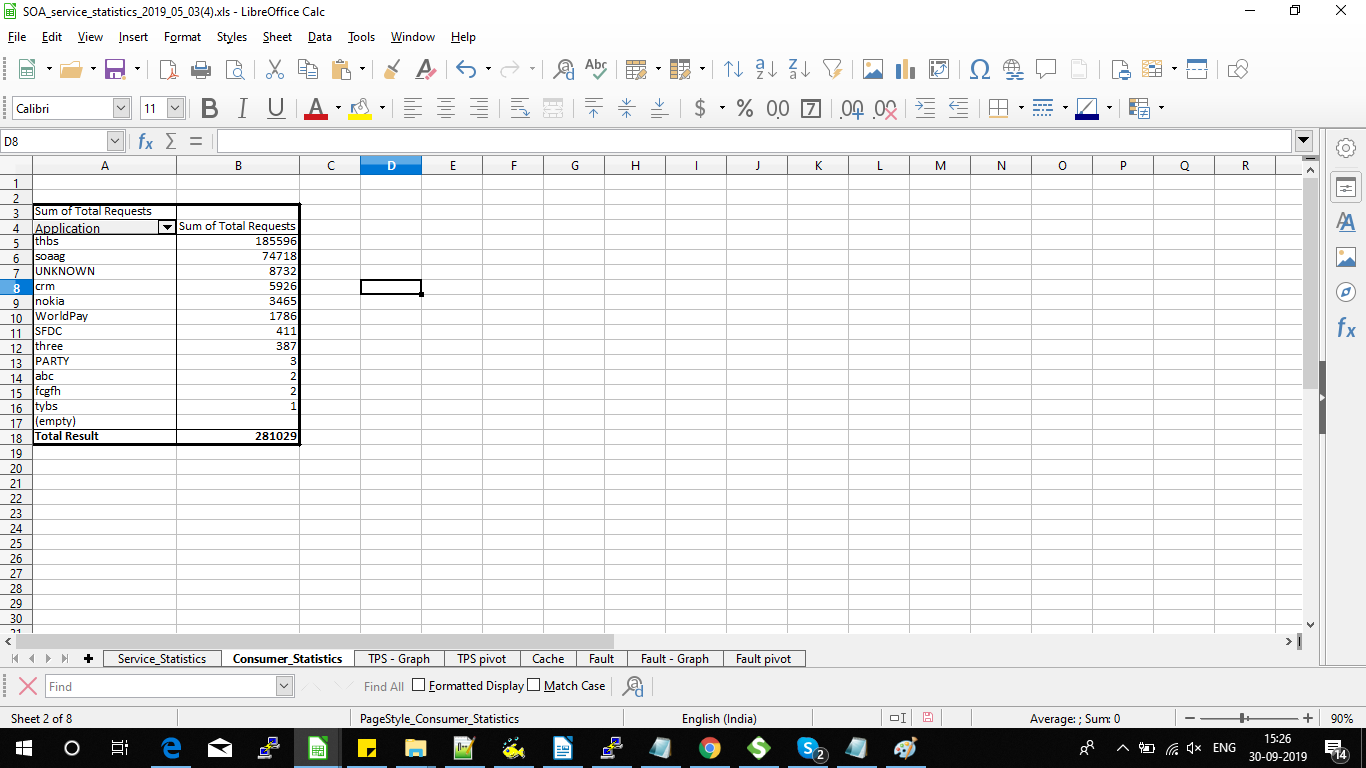 SOA_service_statistics_2019_05_03(4).xls - LibreOffice Calc
File Edit View Insert Format Styles Sheet Data Tools Window Help
Calibri 11
D8
A B C D E F G H I J K L M N O P Q R
1
2
3 Sum of Total Requests
4 Application Sum of Total Requests
5 thbs 185596
6 soaag 74718
7 UNKNOWN 8732
8 crm 5926
9 nokia 3465
10 WorldPay 1786
11 SFDC 411
12 three 387
13 PARTY 3
14 abc 2
15 fcgfh 2
16 tybs 1
17 (empty)
18 Total Result 281029
19
20
21
22
23
24
25
26
27
28
29
30
31
Service_Statistics Consumer_Statistics TPS - Graph TPS pivot Cache Fault Fault - Graph Fault pivot
Find Find All Formatted Display Match Case
Sheet 2 of 8 PageStyle_Consumer_Statistics English (India) Average: ; Sum: 0 90%
2 ENG 15:26
30-09-2019 14